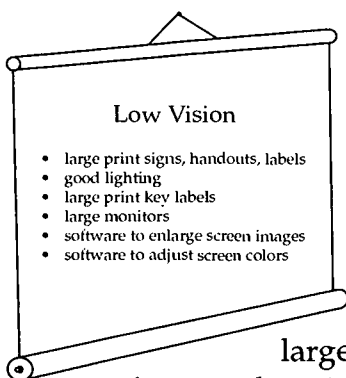 Low Vision
• large print signs, handouts, labels
• good lighting
• large print key labels
• large monitors
• software to enlarge screen images
• software to adjust screen colors
large